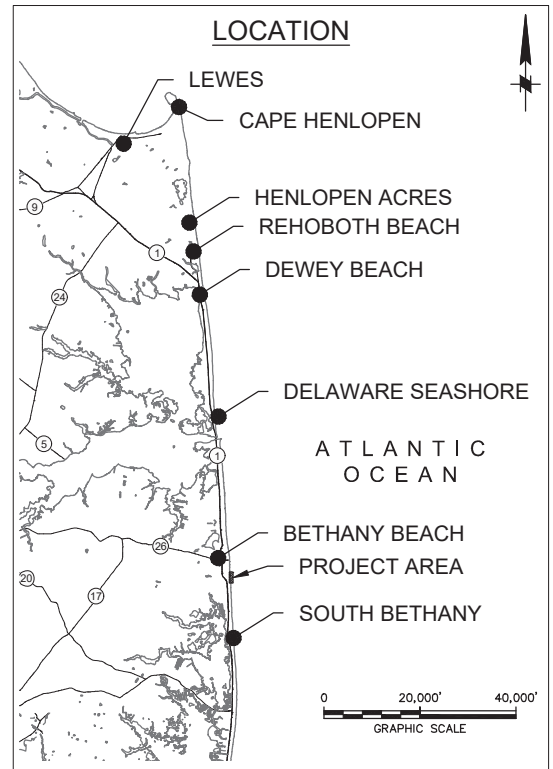 LOCATION
LEWES
CAPE HENLOPEN
HENLOPEN ACRES
9
REHOBOTH BEACH
1
DEWEY BEACH
24
DELAWARE SEASHORE
5
1
ATLANTIC
OCEAN
BETHANY BEACH
26
PROJECT AREA
20
17
SOUTH BETHANY
0 20,000' 40,000'
GRAPHIC SCALE